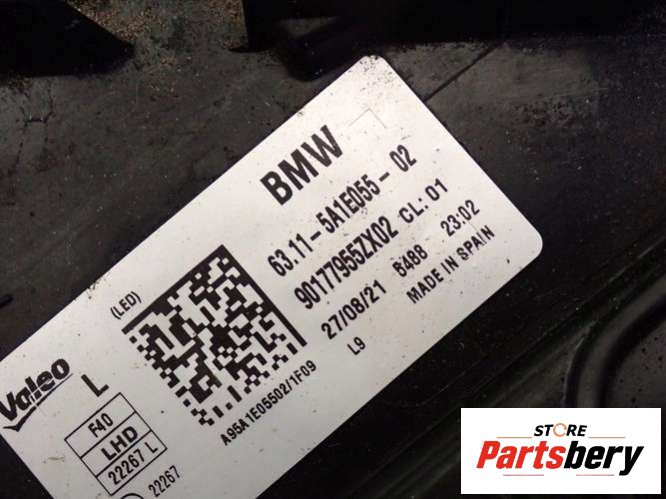 BMW
63.11-5A1E055-02
90177955ZX02 CL: 01
27/08/21 6488 23:02
MADE IN SPAIN
L9
(LED)
A95A1E05502/1F09
Valeo
L
F40
LHD
22267 L
22267
STORE
Partsbery